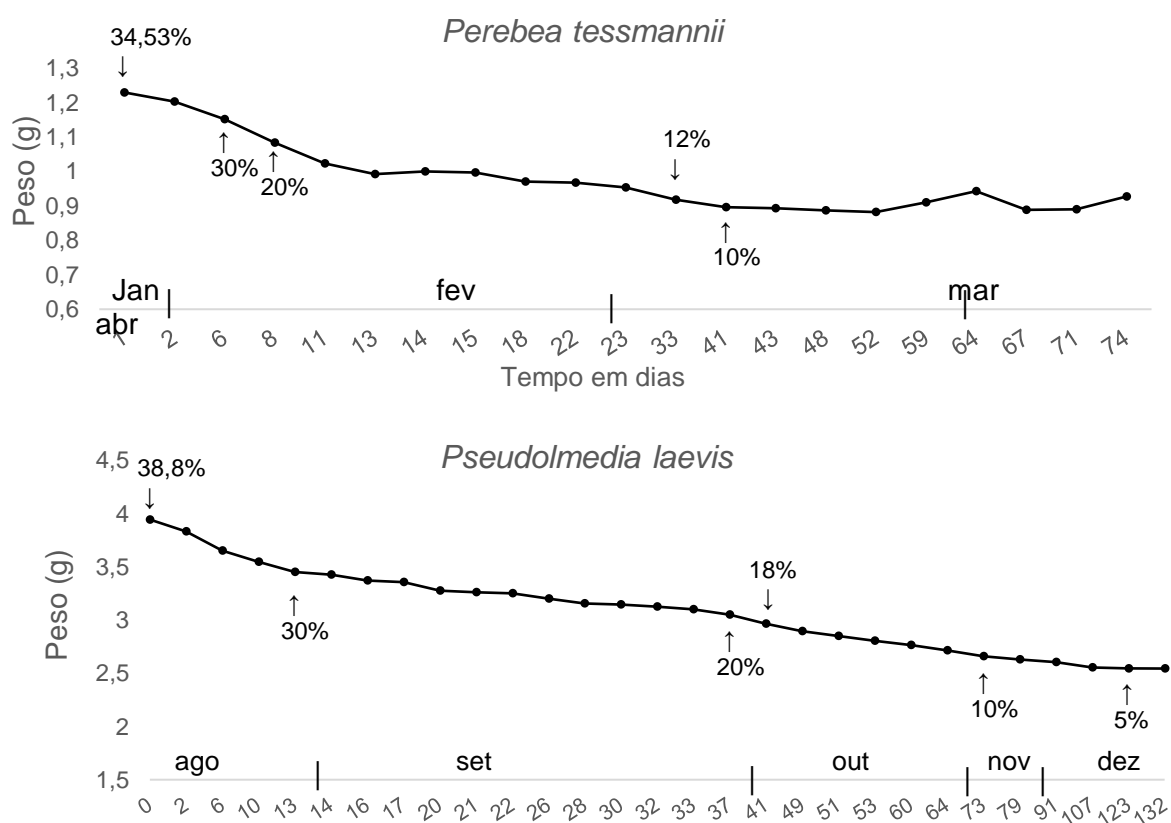 Perebea tessmannii
34,53%
1,3
1,2
1,1
1
0,9
0,8
0,7
0,6
Peso (g)
30%
20%
12%
10%
Jan fev mar
abr
1 2 6 8 11 13 14 15 18 22 23 33 41 43 48 52 59 64 67 71 74
Tempo em dias
Pseudolmedia laevis
38,8%
4,5
4
3,5
3
2,5
2
1,5
Peso (g)
30%
18%
20%
10%
5%
ago set out nov dez
0 2 6 10 13 14 16 17 20 21 22 26 28 30 32 33 37 41 49 51 53 60 64 73 79 91 107 123 132